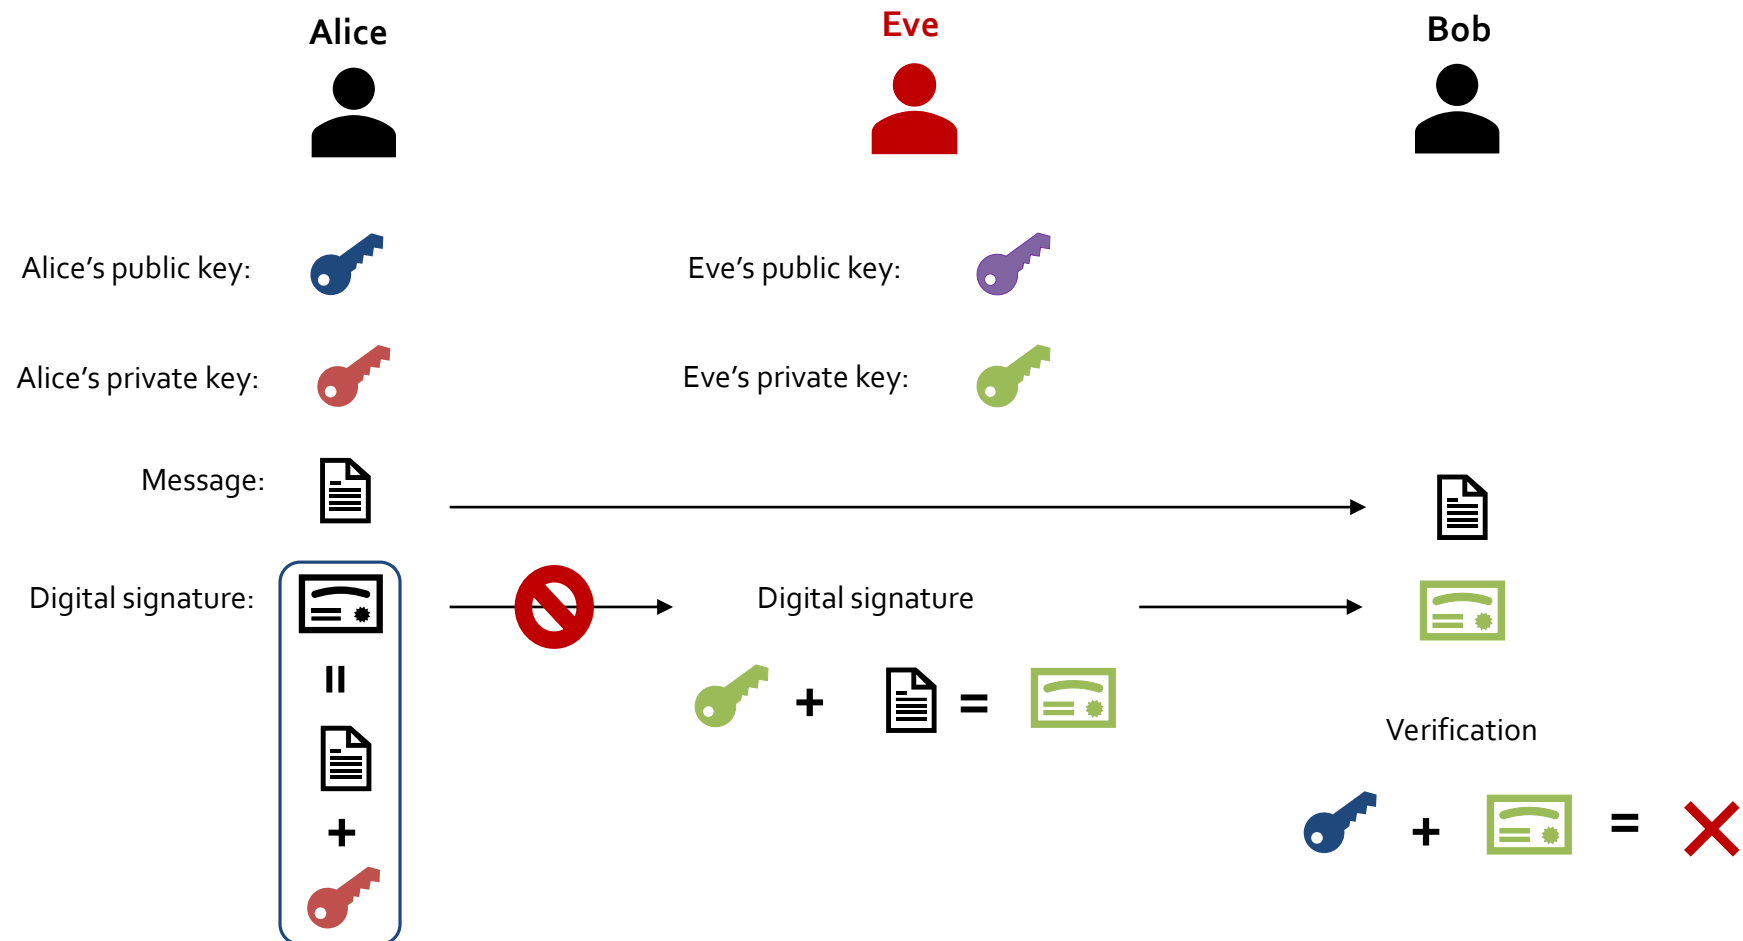 Alice
Eve
Bob
Alice’s public key:
Eve’s public key:
Alice’s private key:
Eve’s private key:
Message:
Digital signature:
Digital signature
=
+
=
Verification
+
+
=